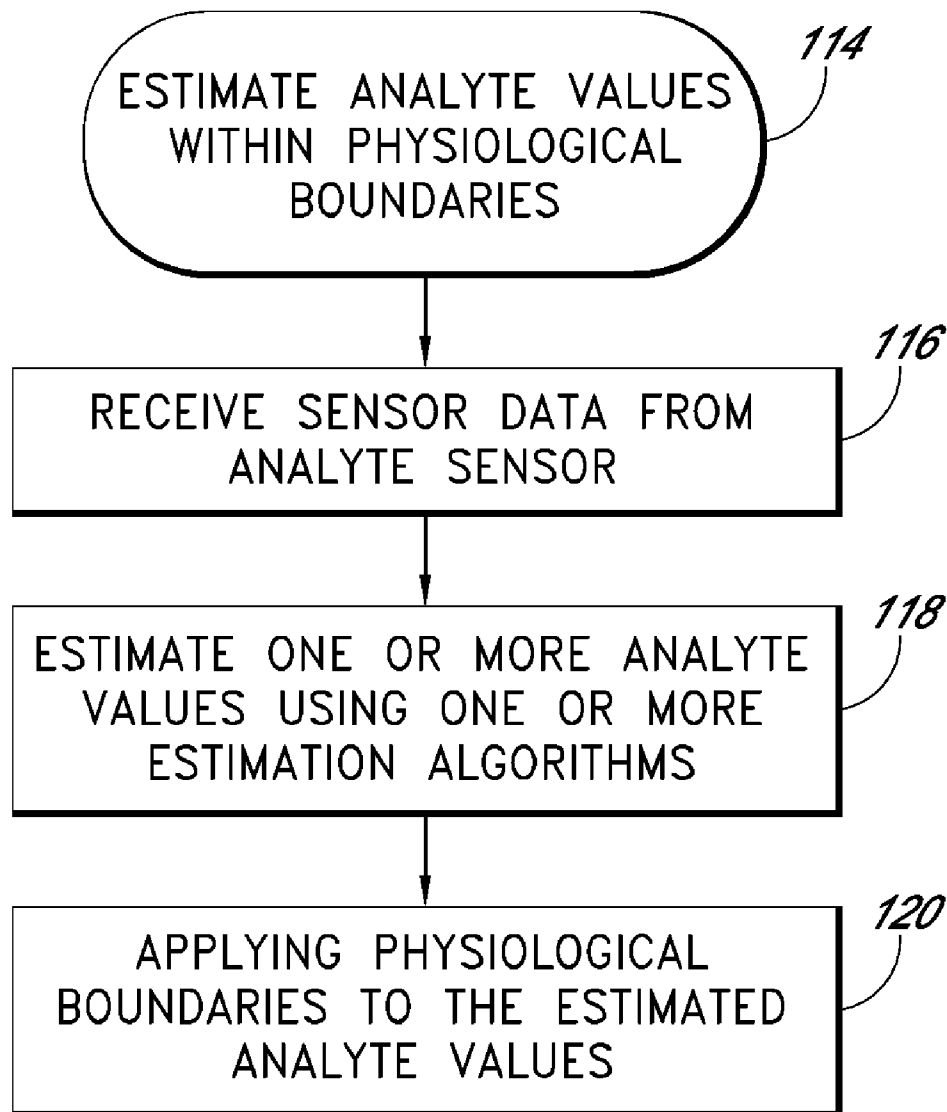 114
ESTIMATE ANALYTE VALUES
WITHIN PHYSIOLOGICAL
BOUNDARIES
116
RECEIVE SENSOR DATA FROM
ANALYTE SENSOR
118
ESTIMATE ONE OR MORE ANALYTE
VALUES USING ONE OR MORE
ESTIMATION ALGORITHMS
120
APPLYING PHYSIOLOGICAL
BOUNDARIES TO THE ESTIMATED
ANALYTE VALUES